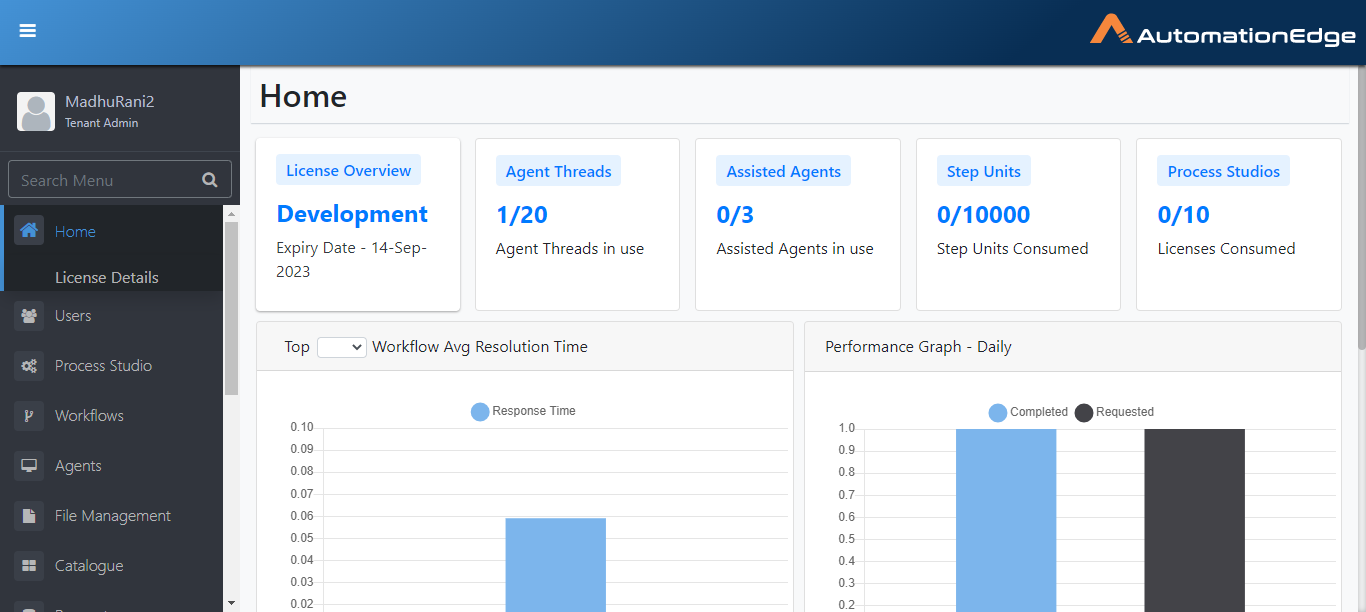 AutomationEdge
MadhuRani2
Tenant Admin
Search Menu
Home
License Details
Users
Process Studio
Workflows
Agents
File Management
Catalogue
Home
License Overview
Development
Expiry Date - 14-Sep-
2023
Agent Threads
1/20
Agent Threads in use
Assisted Agents
0/3
Assisted Agents in use
Step Units
0/10000
Step Units Consumed
Process Studios
0/10
Licenses Consumed
Top Workflow Avg Resolution Time
Response Time
0.10
0.09
0.08
0.07
0.06
0.05
0.04
0.03
0.02
Performance Graph - Daily
Completed Requested
1.0
0.9
0.8
0.7
0.6
0.5
0.4
0.3
0.2